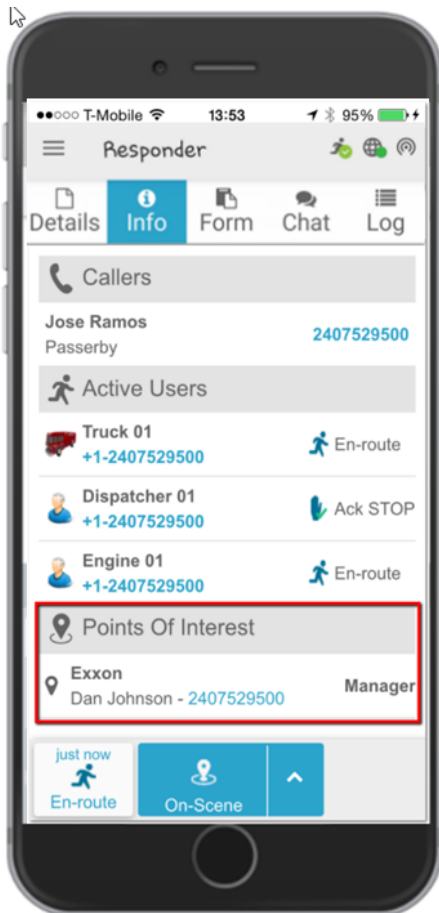 T-Mobile 13:53 95%
Responder
Details Info Form Chat Log
Callers
Jose Ramos
Passerby 2407529500
Active Users
Truck 01
+1-2407529500 En-route
Dispatcher 01
+1-2407529500 Ack STOP
Engine 01
+1-2407529500 En-route
Points Of Interest
Exxon
Dan Johnson - 2407529500 Manager
just now
En-route On-Scene